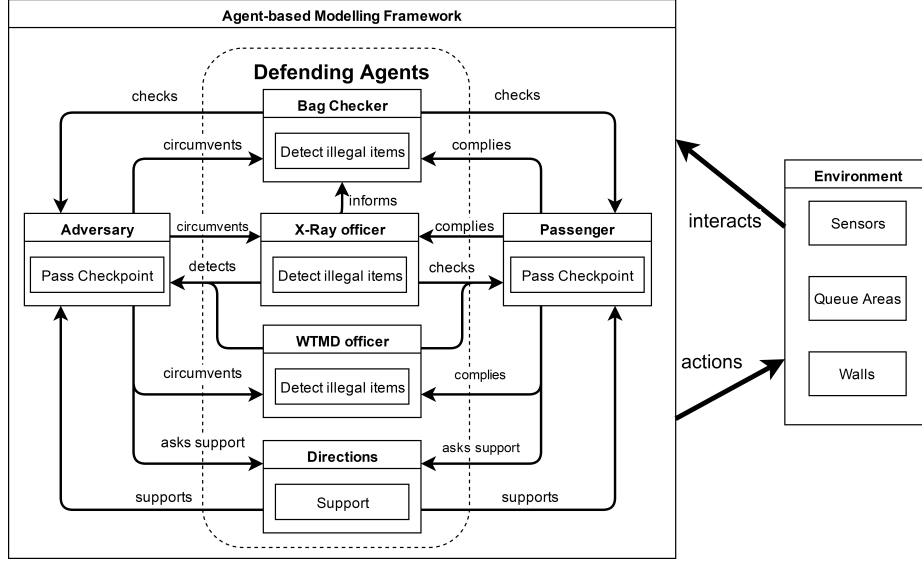 Agent-based Modelling Framework
Defending Agents
checks
Bag Checker
checks
circumvents
Detect illegal items
complies
informs
Adversary
circumvents
X-Ray officer
complies
Passenger
Pass Checkpoint
detects
Detect illegal items
checks
Pass Checkpoint
WTMD officer
circumvents
Detect illegal items
complies
asks support
Directions
asks support
supports
Support
supports
interacts
actions
Environment
Sensors
Queue Areas
Walls